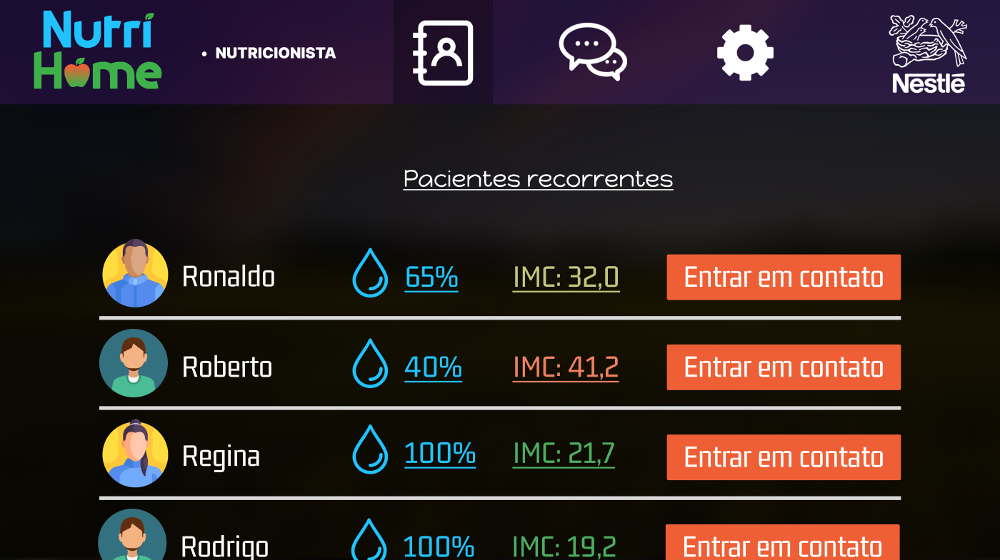 Nutri
Home
• NUTRICIONISTA
Nestlé
Pacientes recorrentes
Ronaldo 65% IMC: 32,0 Entrar em contato
Roberto 40% IMC: 41,2 Entrar em contato
Regina 100% IMC: 21,7 Entrar em contato
Rodrigo 100% IMC: 19,2 Entrar em contato